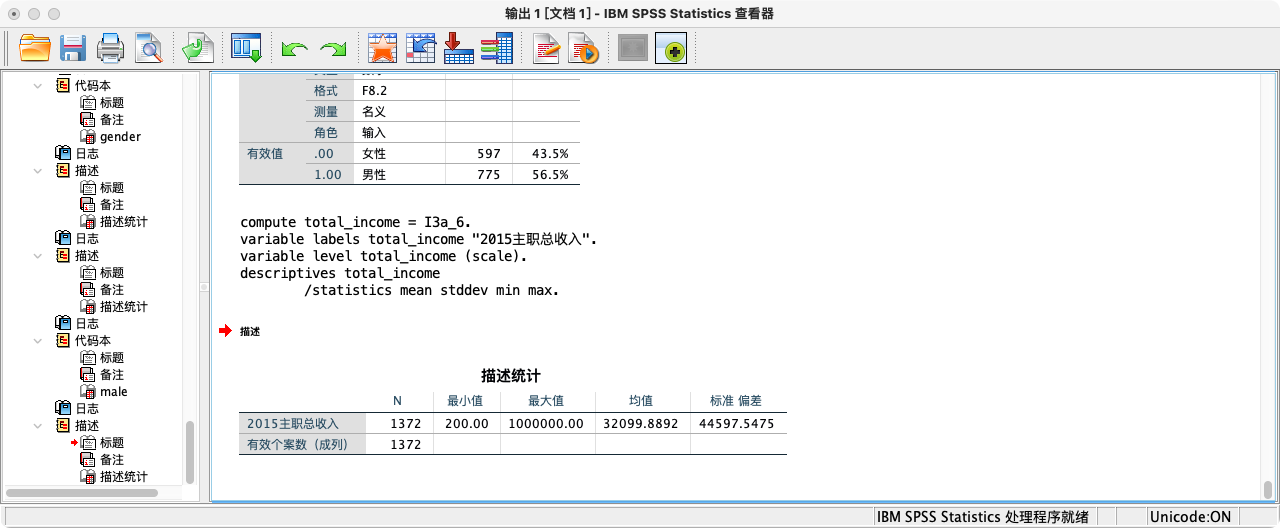 输出 1 [文档 1] - IBM SPSS Statistics 查看器
代码本
标题
备注
gender
日志
描述
标题
备注
描述统计
日志
描述
标题
备注
描述统计
日志
代码本
标题
备注
male
日志
描述
标题
备注
描述统计
格式 F8.2
测量 名义
角色 输入
有效值 .00 女性 597 43.5%
1.00 男性 775 56.5%
compute total_income = I3a_6.
variable labels total_income "2015主职总收入".
variable level total_income (scale).
descriptives total_income
/statistics mean stddev min max.
描述
描述统计
N 最小值 最大值 均值 标准 偏差
2015主职总收入 1372 200.00 1000000.00 32099.8892 44597.5475
有效个案数（成列） 1372
IBM SPSS Statistics 处理程序就绪 Unicode:ON